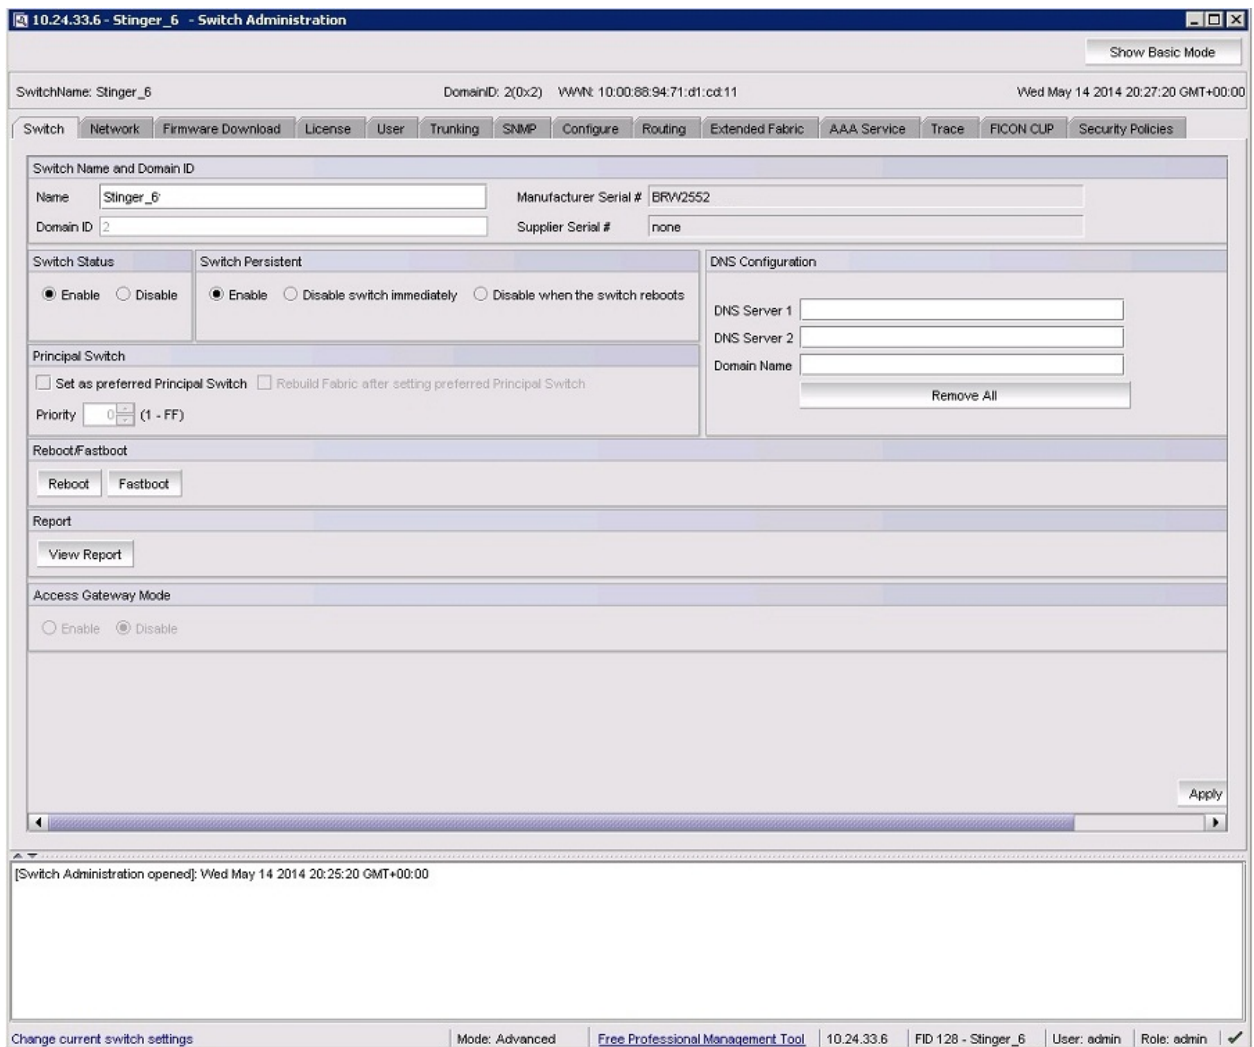 10.24.33.6 - Stinger_6 - Switch Administration
Show Basic Mode
SwitchName: Stinger_6 DomainID: 2(0x2) WWN: 10:00:88:94:71:d1:cd:11 Wed May 14 2014 20:27:20 GMT+00:00
Switch Network Firmware Download License User Trunking SNMP Configure Routing Extended Fabric AAA Service Trace FICON CUP Security Policies
Switch Name and Domain ID
Name Stinger_6 Manufacturer Serial # BRW2552
Domain ID 2 Supplier Serial # none
Switch Status Switch Persistent DNS Configuration
Enable Disable Enable Disable switch immediately Disable when the switch reboots
DNS Server 1
DNS Server 2
Domain Name
Remove All
Principal Switch
Set as preferred Principal Switch Rebuild Fabric after setting preferred Principal Switch
Priority 0 (1 - FF)
Reboot/Fastboot
Reboot Fastboot
Report
View Report
Access Gateway Mode
Enable Disable
Apply
[Switch Administration opened]: Wed May 14 2014 20:25:20 GMT+00:00
Change current switch settings Mode: Advanced Free Professional Management Tool 10.24.33.6 FID 128 - Stinger_6 User: admin Role: admin